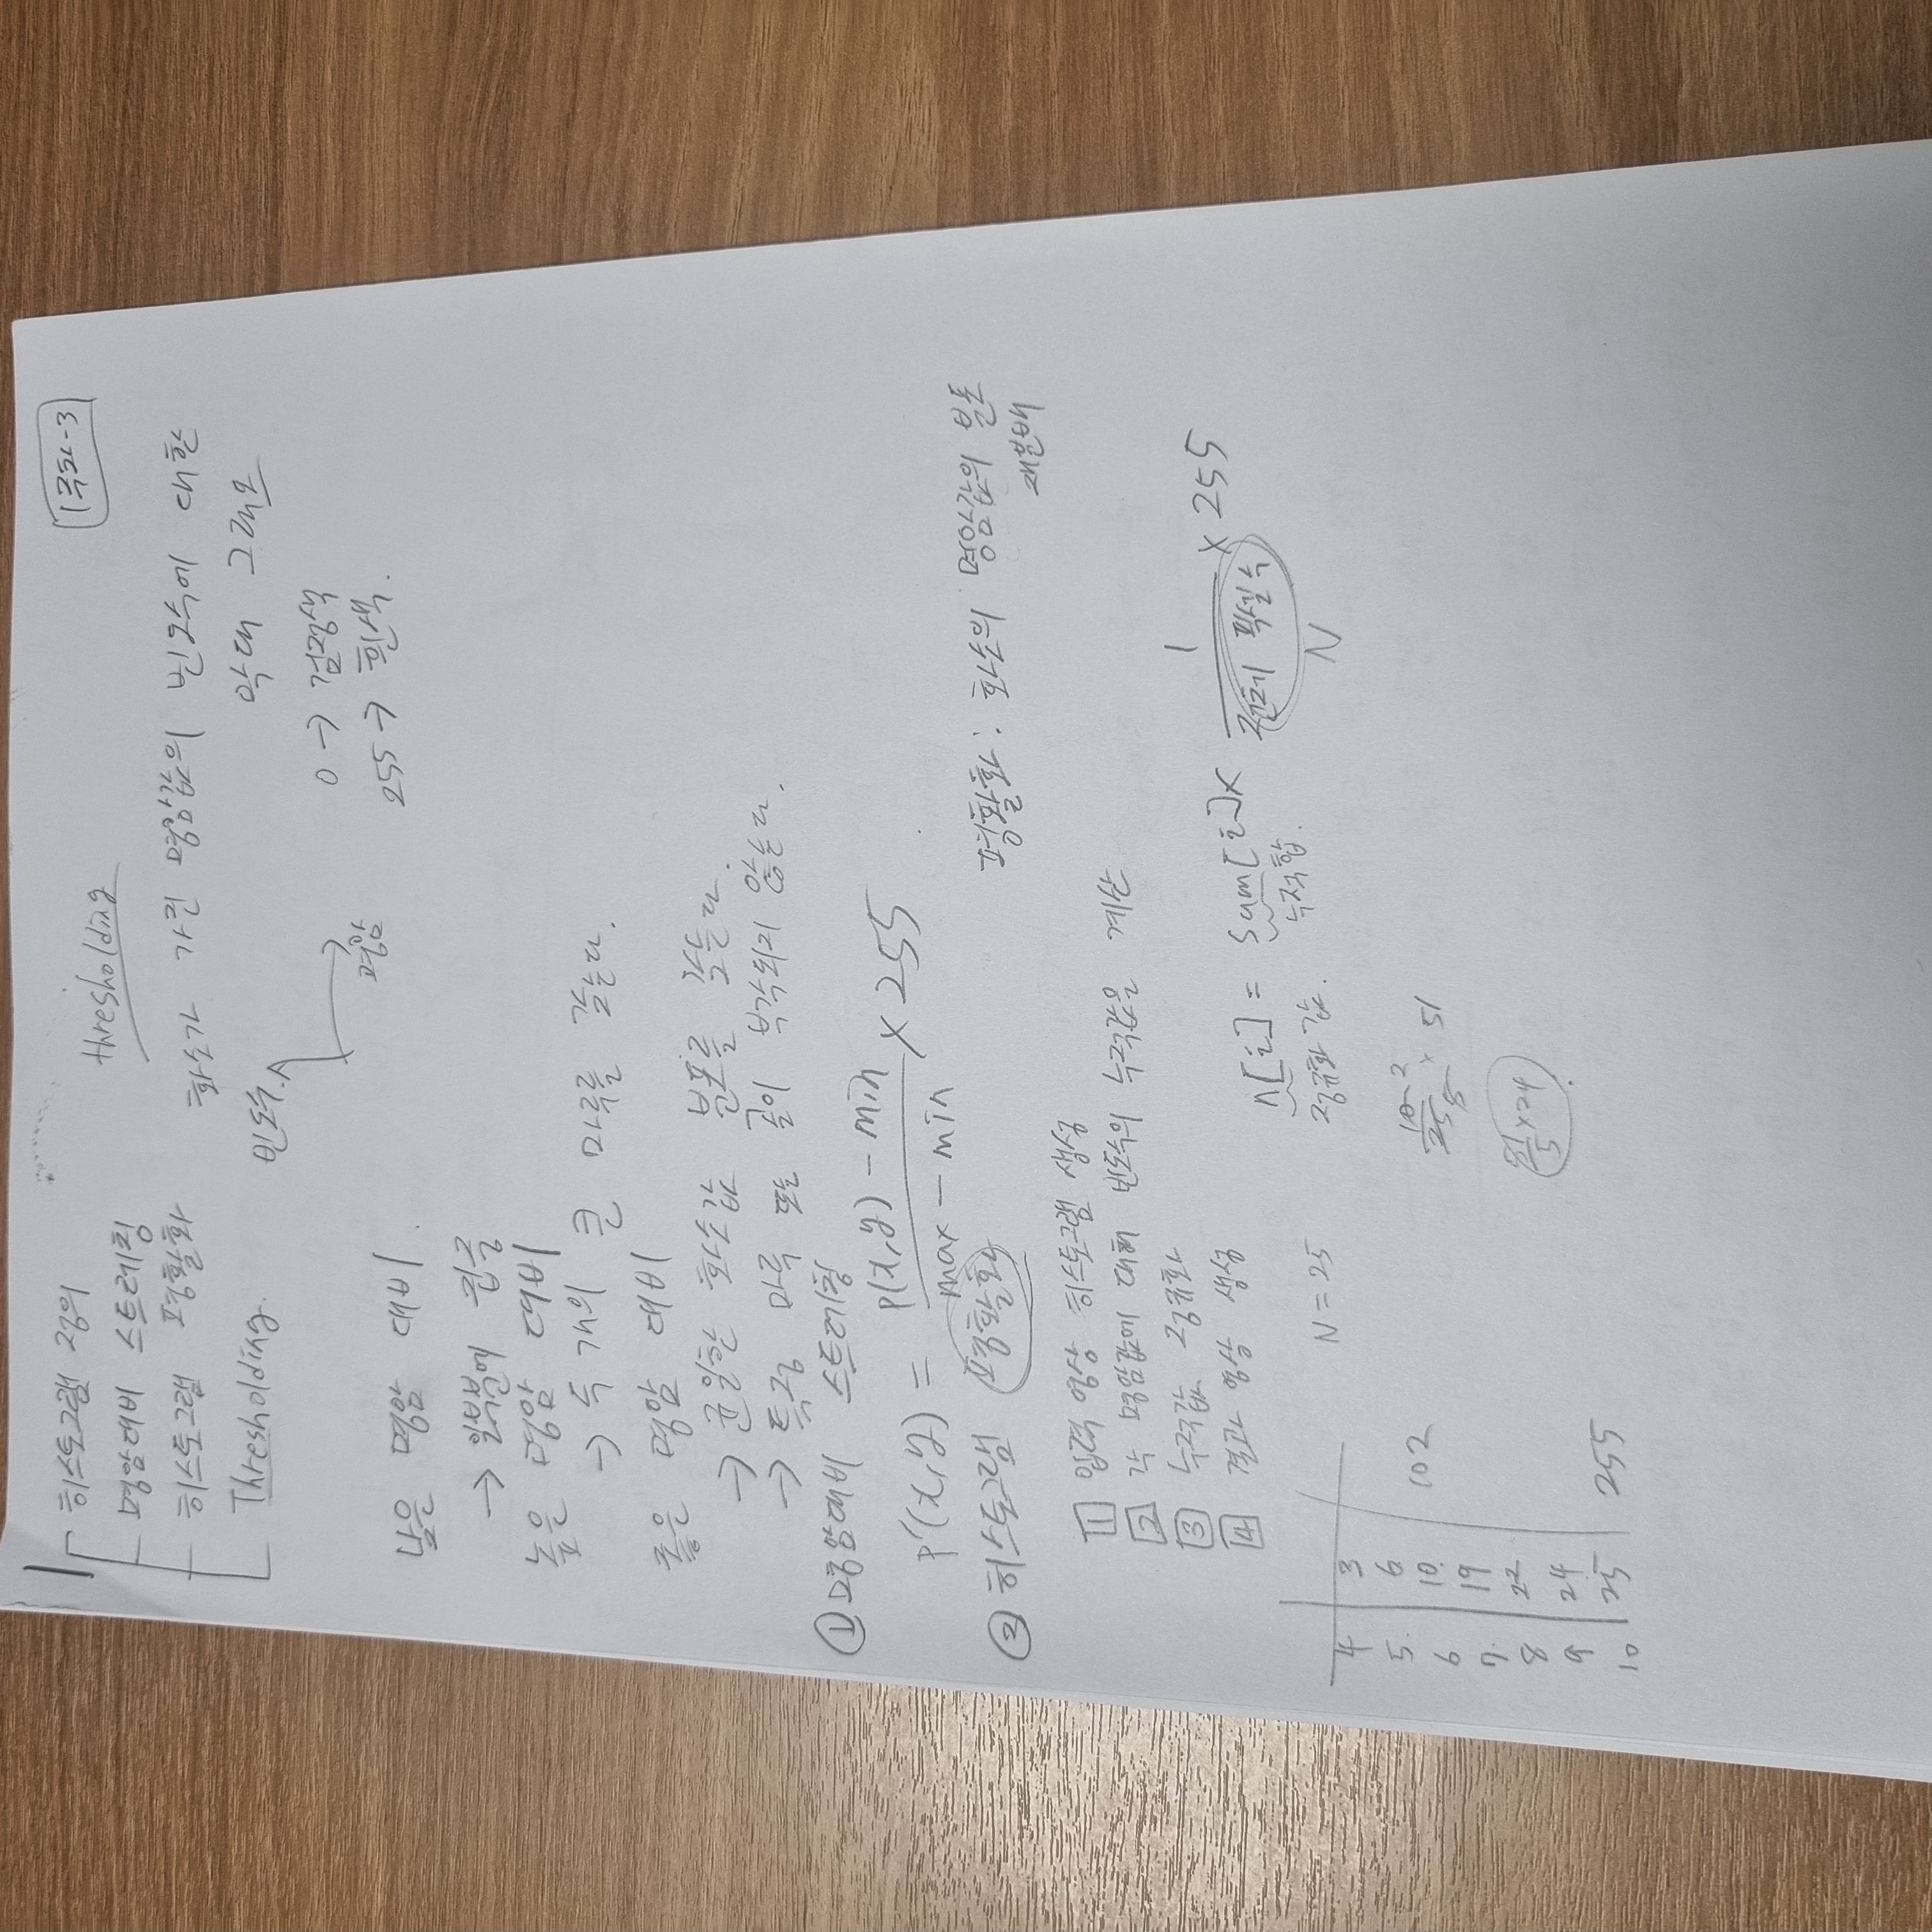 1주차-3
히스토그램 정의
명암대비 스트레칭
히스토그램 평활화
Thresholding.
thresholding
화소가 가진 명암값의 빈도수에 대한
막대 그래프
빈도수.
명암
0 → 검정색
255 → 흰색.
낮은 명암 대비.
→ 일부분에 집중
높은 명암 대비
→ 두 개의 큰 마루를 갖는다.
좋은 명암 대비
→ 균일한 화소값 분포를 갖는다.
→ 특정 마루 또는 골이 부각되지 않는다.
① 명암대비 스트레칭
p'(x,y) = p(x,y) - min / max - min × 255
② 히스토그램 평활화
평활화 : 화소의 명암값의 분포
재분배
1 입력 영상 히스토그램 생성
2 각 명암값에 대해 빈도수의 누적값을 계산
3 누적값 정규화
4 결과 영상 생성
n[i] = sum[i] × 1 / 전체 픽셀 수 × 255
정규화 값. 누적합. N
N = 25
4 3
5. 6
6 10. 102
7. 19
8 22
9 24
10 25 255
10 2 / 25 5 × 51
51/5 × 24